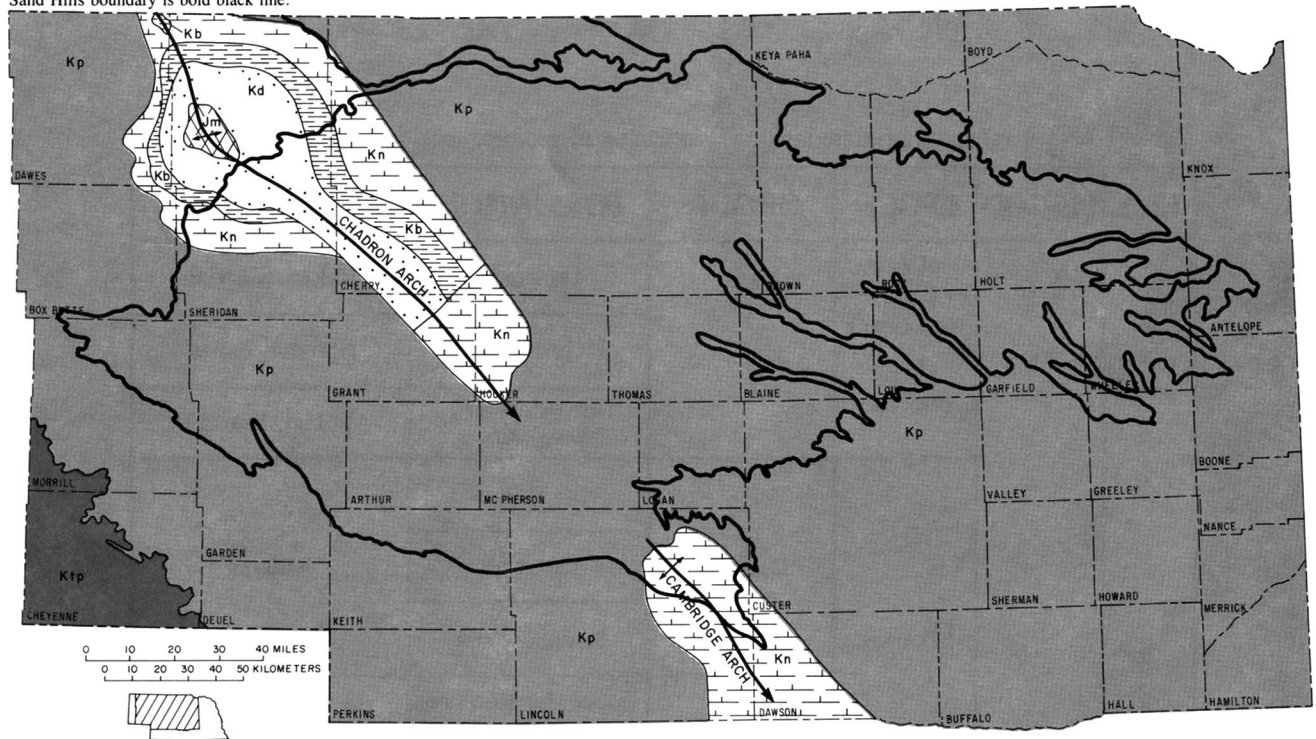 Sand Hills boundary is bold black line.
Kb
Kp
KEYA PAHA
BOYD
Kd
Kp
Jm
Kn
KNOX
DAWES
Kb
Kb
Kn
CHADRON ARCH
CHERRY
BROWN
HOLT
BOX BUTTE
SHERIDAN
ANTELOPE
Kn
Kp
GRANT
HOOKER
THOMAS
BLAINE
GARFIELD
WHEELER
Kp
BOONE
MORRILL
ARTHUR
MC PHERSON
LOGAN
VALLEY
GREELEY
NANCE
GARDEN
Ktp
CAMBRIDGE ARCH
CUSTER
SHERMAN
HOWARD
MERRICK
CHEYENNE
DEUEL
KEITH
Kp
Kn
0 10 20 30 40 MILES
0 10 20 30 40 50 KILOMETERS
PERKINS
LINCOLN
DAWSON
BUFFALO
HALL
HAMILTON